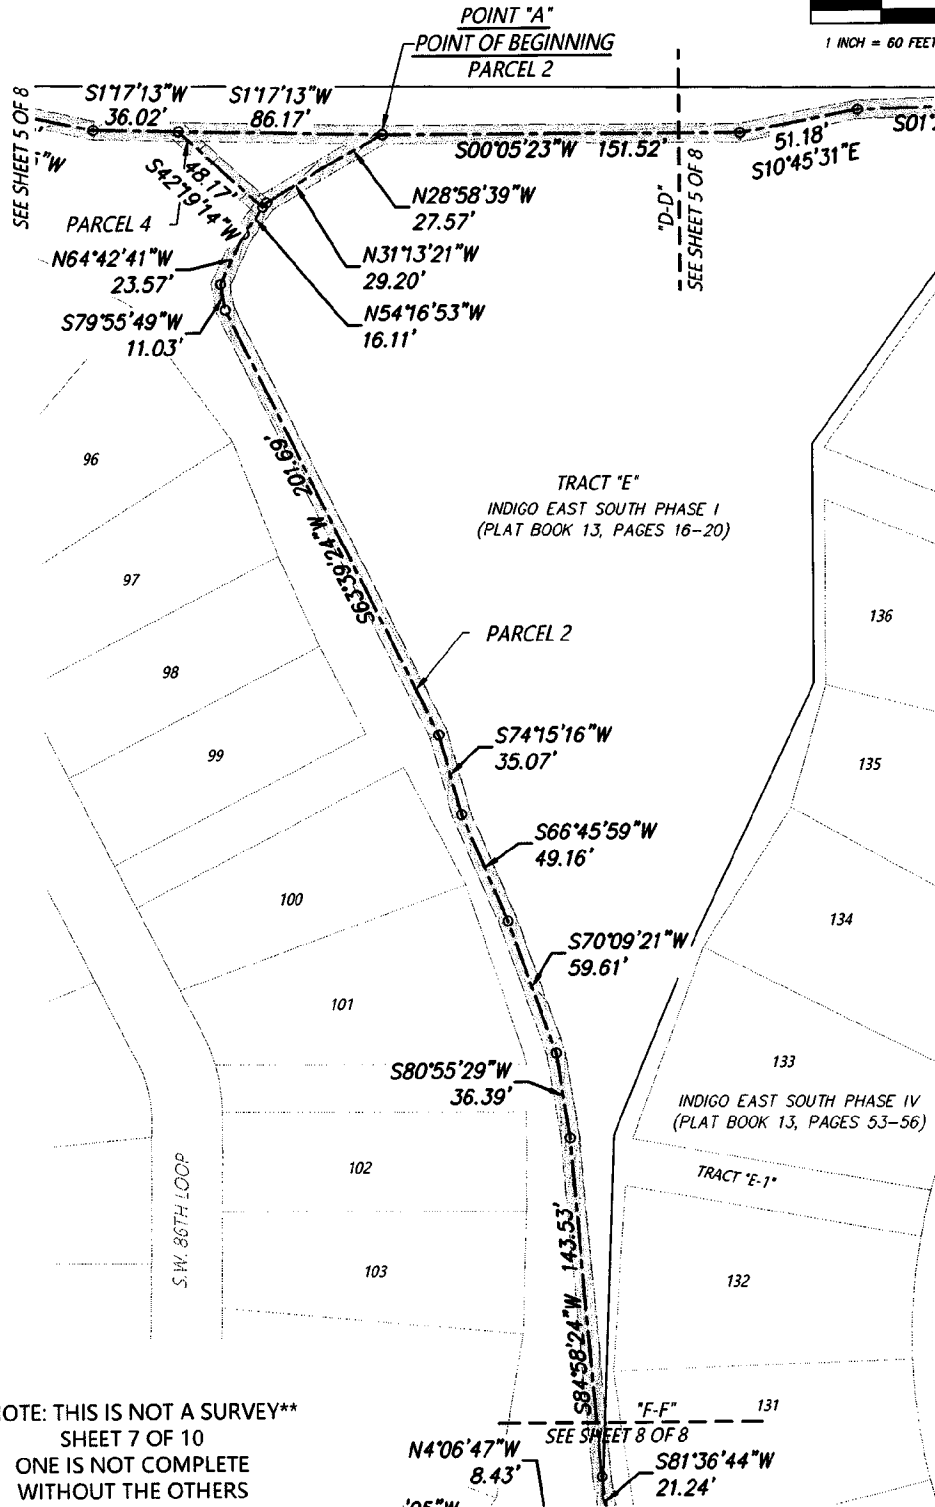 POINT "A"
POINT OF BEGINNING
PARCEL 2
1 INCH = 60 FEET
SEE SHEET 5 OF 8
S1°17'13"W
36.02'
S1°17'13"W
86.17'
S00°05'23"W 151.52'
51.18'
S10°45'31"E
"D-D"
SEE SHEET 5 OF 8
48.17'
S42°19'14"W
PARCEL 4
N28°58'39"W
27.57'
N31°13'21"W
29.20'
N64°42'41"W
23.57'
N54°16'53"W
16.11'
S79°55'49"W
11.03'
S63°39'24"W 201.69'
96
97
98
99
100
101
102
103
TRACT "E"
INDIGO EAST SOUTH PHASE I
(PLAT BOOK 13, PAGES 16-20)
PARCEL 2
136
135
134
133
S74°15'16"W
35.07'
S66°45'59"W
49.16'
S70°09'21"W
59.61'
S80°55'29"W
36.39'
INDIGO EAST SOUTH PHASE IV
(PLAT BOOK 13, PAGES 53-56)
TRACT "E-1"
132
131
S.W. 86TH LOOP
S84°58'24"W 143.53'
"F-F"
SEE SHEET 8 OF 8
N4°06'47"W
8.43'
S81°36'44"W
21.24'
OTE: THIS IS NOT A SURVEY**
SHEET 7 OF 10
ONE IS NOT COMPLETE
WITHOUT THE OTHERS